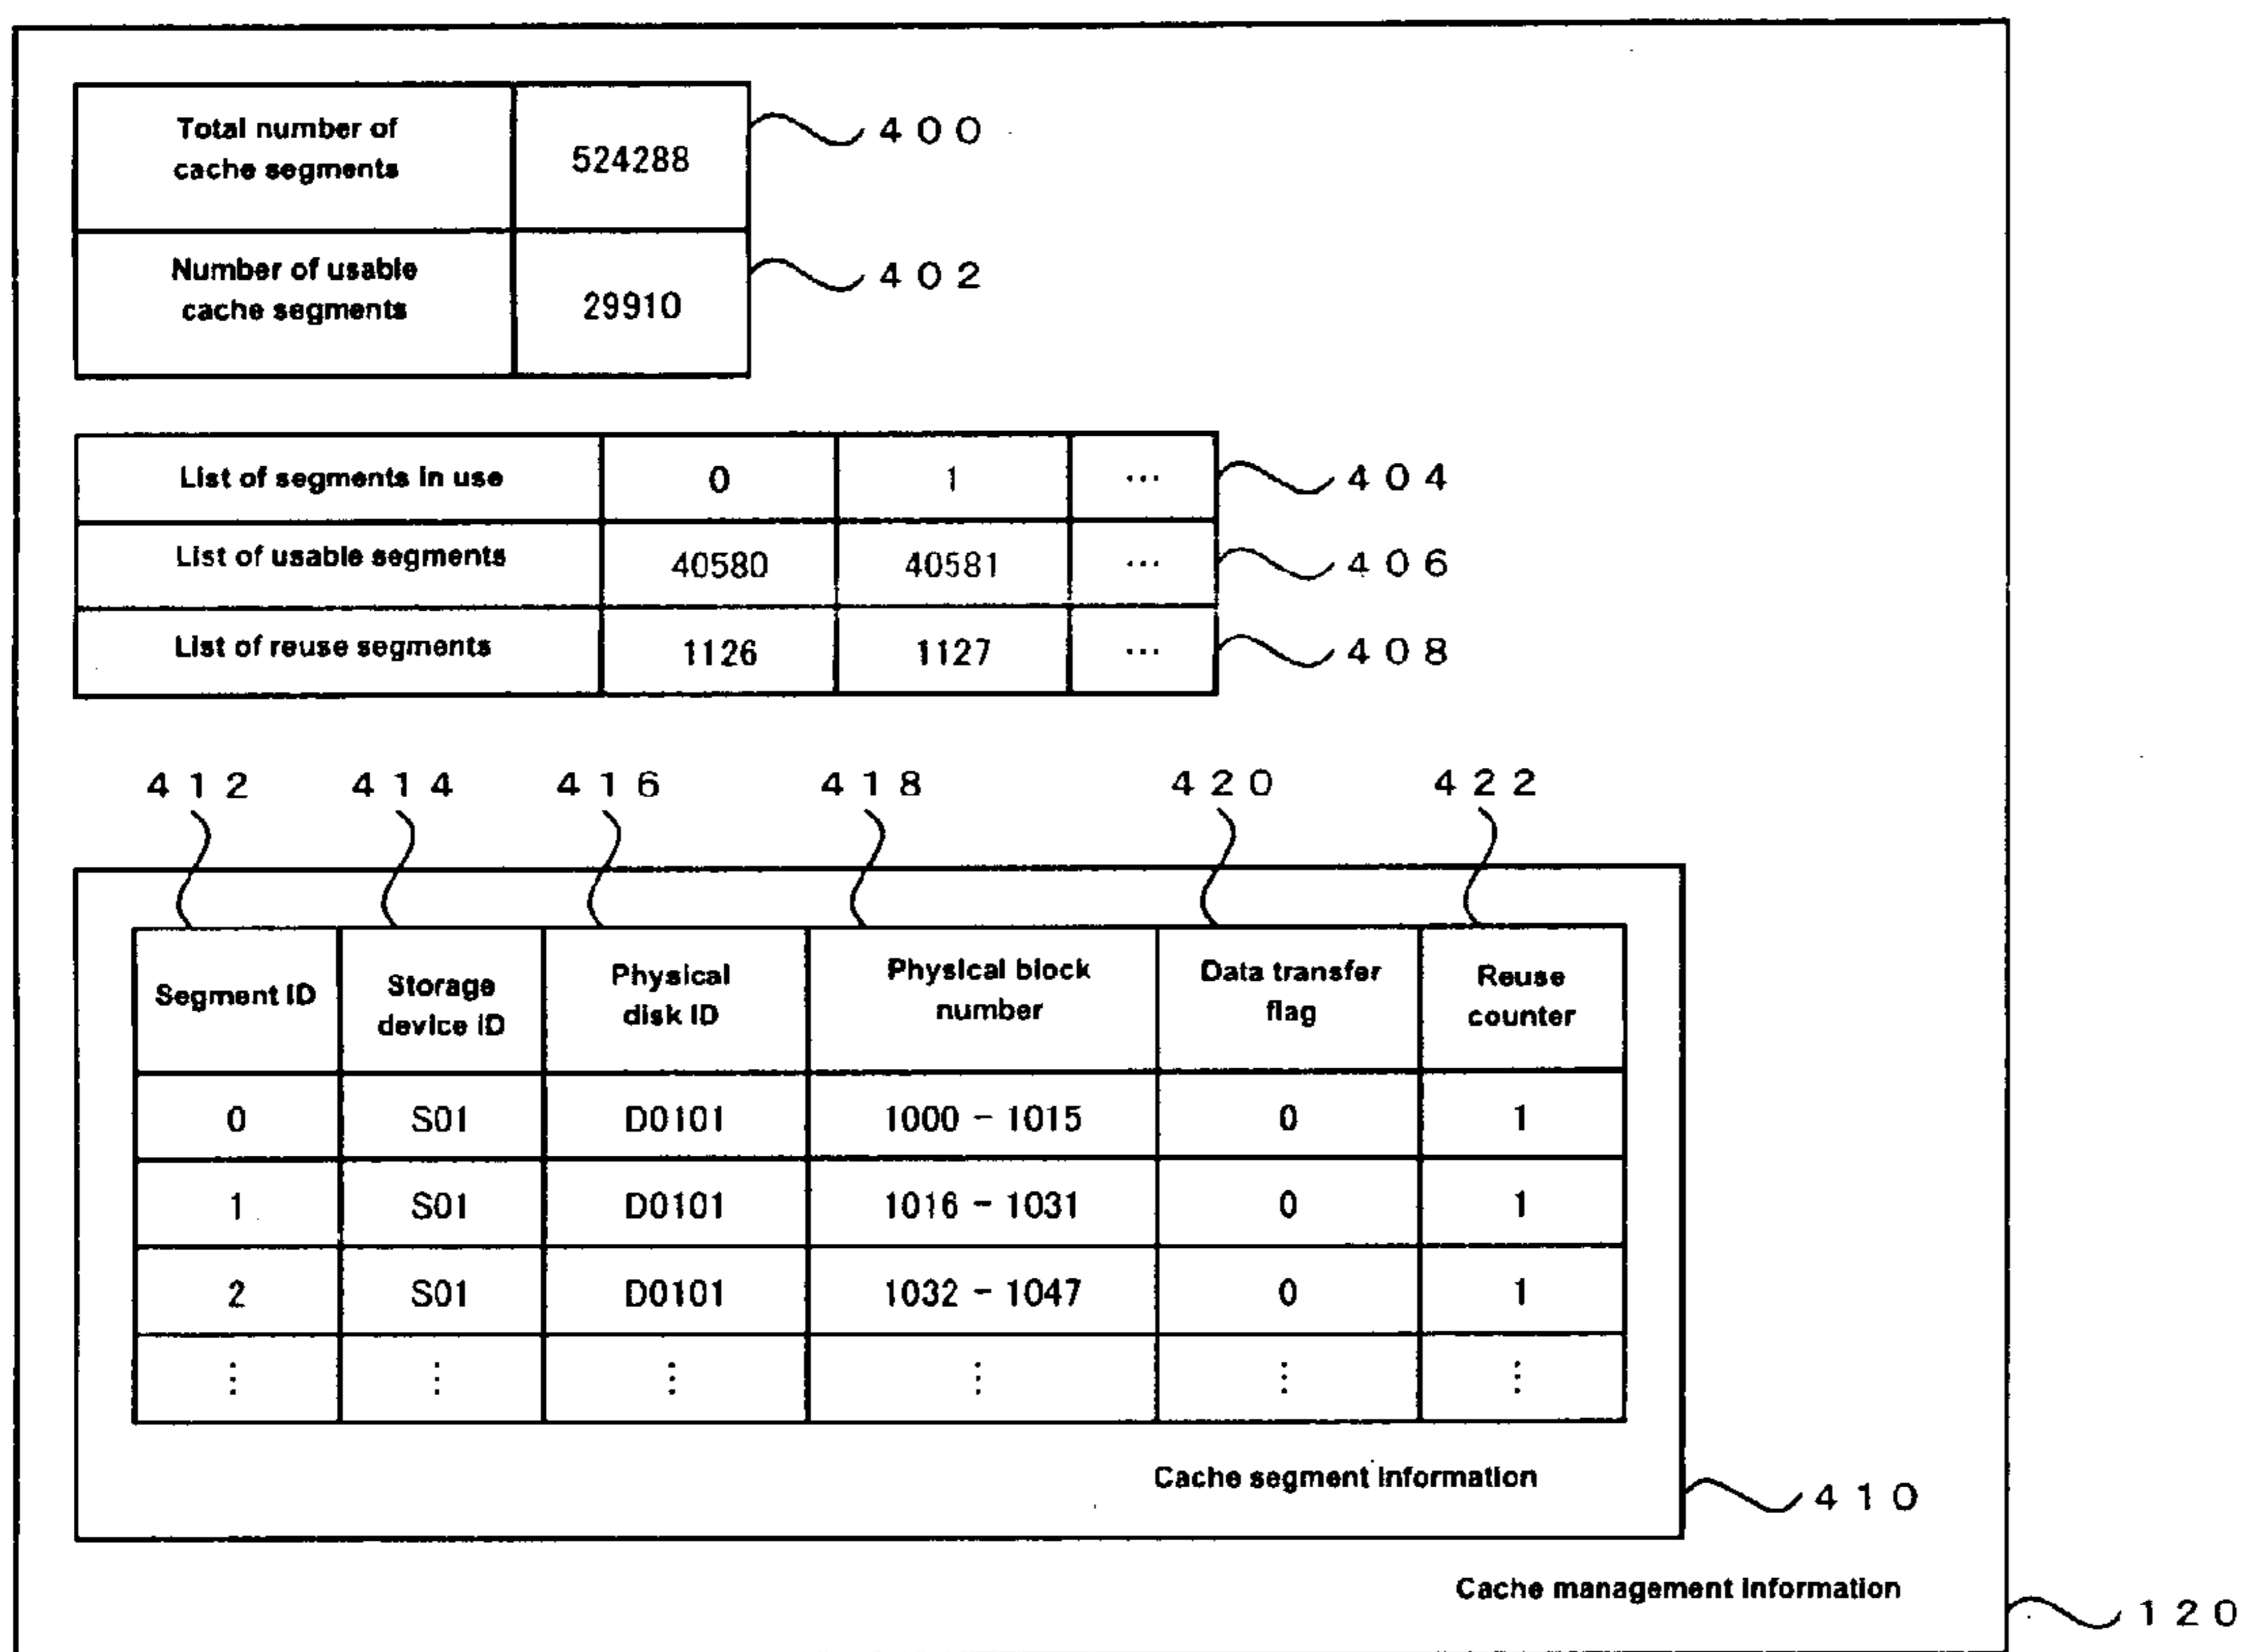 Total number of
cache segments
524288
400
Number of usable
cache segments
29910
402
List of segments in use 0 1 ... 404
List of usable segments 40580 40581 ... 406
List of reuse segments 1126 1127 ... 408
412 414 416 418 420 422
Segment ID
Storage
device ID
Physical
disk ID
Physical block
number
Data transfer
flag
Reuse
counter
0 S01 D0101 1000 - 1015 0 1
1 S01 D0101 1016 - 1031 0 1
2 S01 D0101 1032 - 1047 0 1
⋮ ⋮ ⋮ ⋮ ⋮ ⋮
Cache segment information
410
Cache management information
120